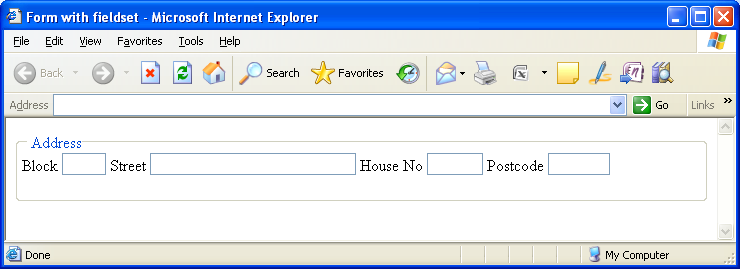 Form with fieldset - Microsoft Internet Explorer
File Edit View Favorites Tools Help
Back Search Favorites
Address Go Links »
Address
Block Street House No Postcode
Done My Computer